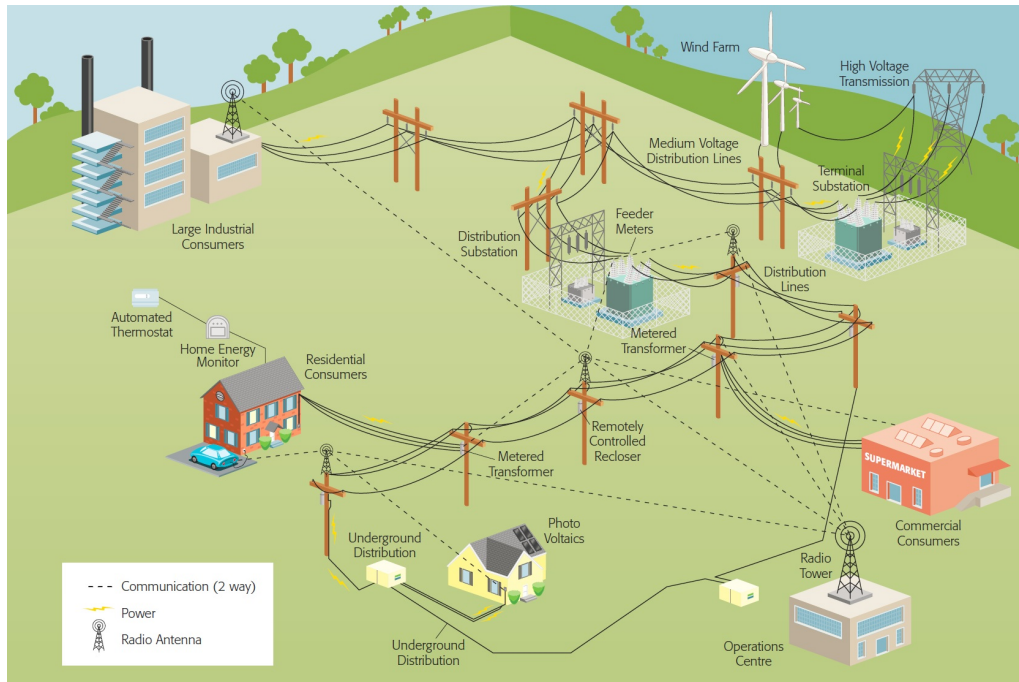 Wind Farm
High Voltage
Transmission
Medium Voltage
Distribution Lines
Terminal
Substation
Large Industrial
Consumers
Feeder
Meters
Distribution
Substation
Distribution
Lines
Automated
Thermostat
Home Energy
Monitor
Residential
Consumers
Metered
Transformer
Remotely
Controlled
Recloser
Metered
Transformer
SUPERMARKET
Commercial
Consumers
Underground
Distribution
Photo
Voltaics
Radio
Tower
Communication (2 way)
Power
Radio Antenna
Underground
Distribution
Operations
Centre